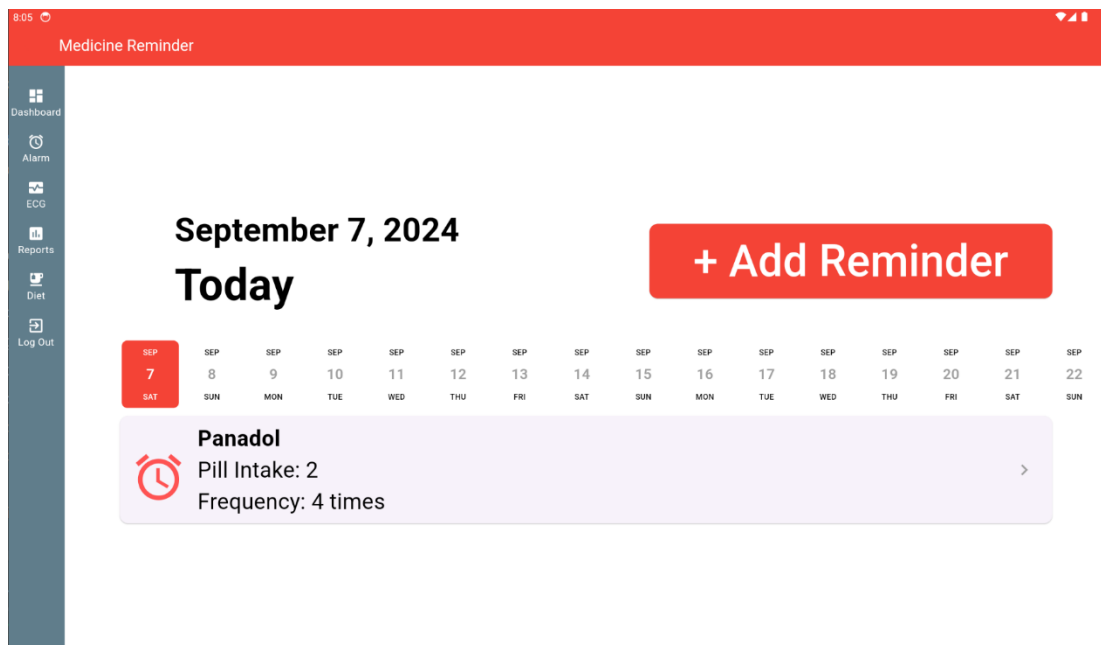 8:05
Medicine Reminder
Dashboard
Alarm
ECG
Reports
Diet
Log Out
September 7, 2024
Today
+ Add Reminder
SEP SEP SEP SEP SEP SEP SEP SEP SEP SEP SEP SEP SEP SEP SEP SEP
7 8 9 10 11 12 13 14 15 16 17 18 19 20 21 22
SAT SUN MON TUE WED THU FRI SAT SUN MON TUE WED THU FRI SAT SUN
Panadol
Pill Intake: 2
Frequency: 4 times